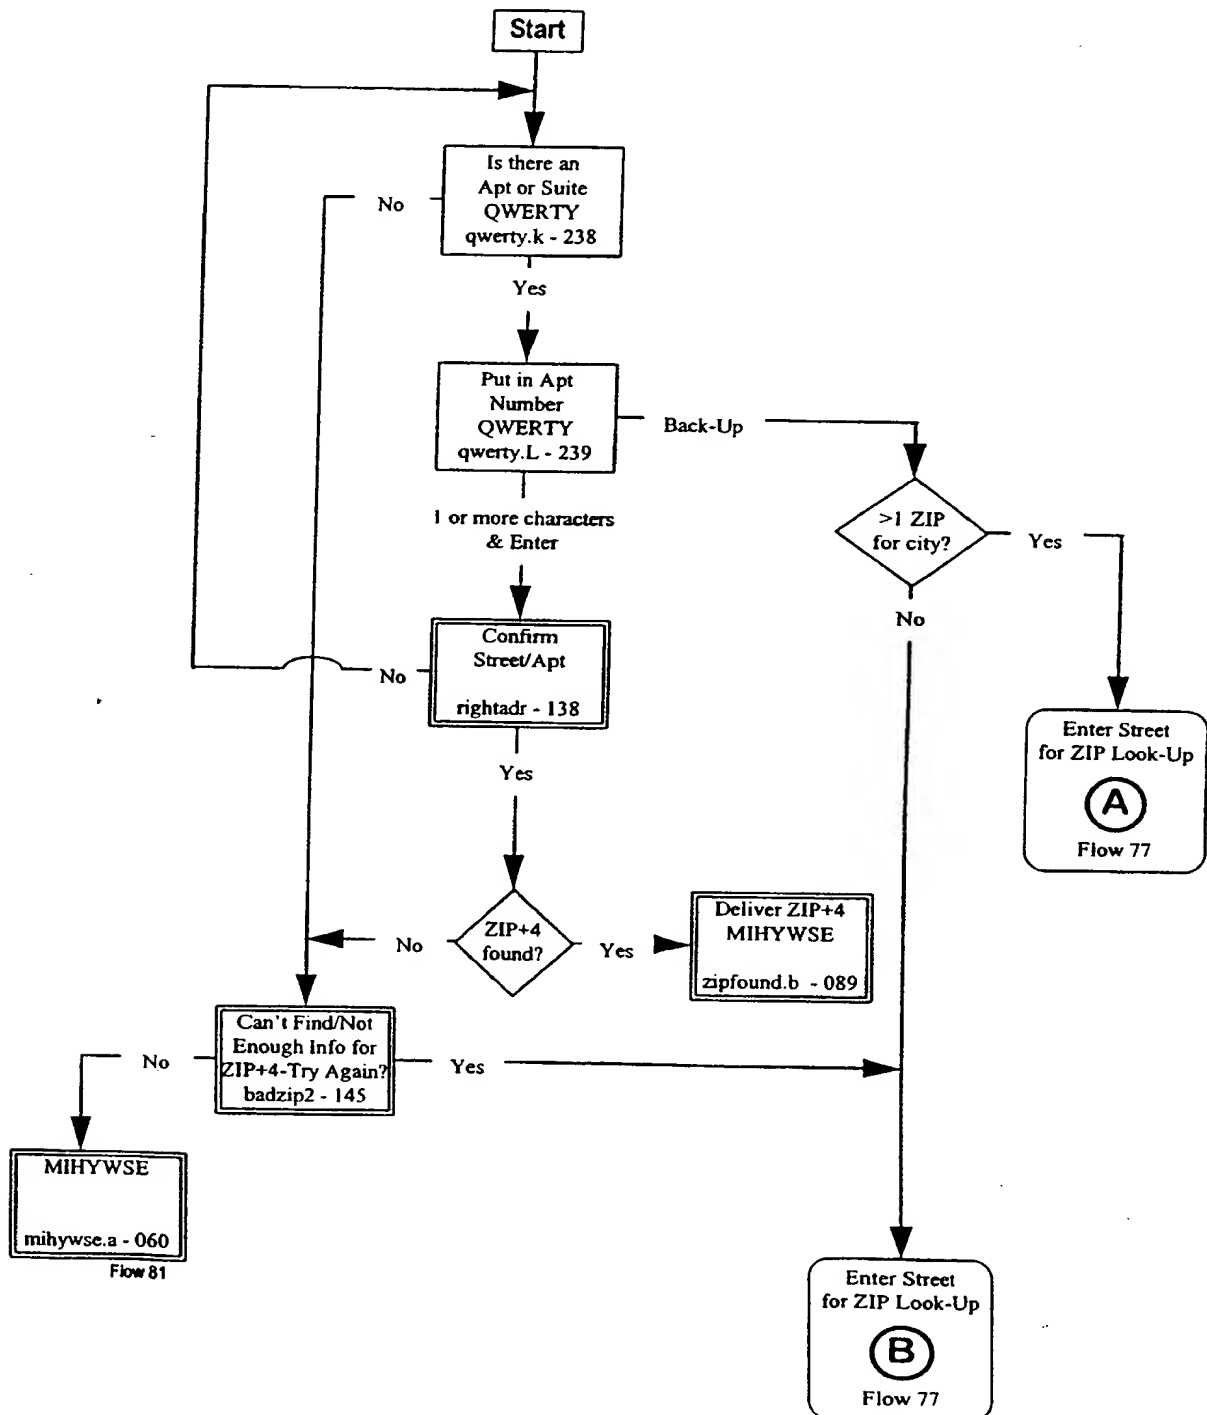 Start
Is there an
Apt or Suite
QWERTY
qwerty.k - 238
No
Yes
Put in Apt
Number
QWERTY
qwerty.L - 239
Back-Up
1 or more characters
& Enter
>1 ZIP
for city?
Yes
No
Confirm
Street/Apt
rightadr - 138
No
Yes
Enter Street
for ZIP Look-Up
A
Flow 77
ZIP+4
found?
No
Yes
Deliver ZIP+4
MIHYWSE
zipfound.b - 089
Can't Find/Not
Enough Info for
ZIP+4-Try Again?
badzip2 - 145
No
Yes
MIHYWSE
mihywse.a - 060
Flow 81
Enter Street
for ZIP Look-Up
B
Flow 77